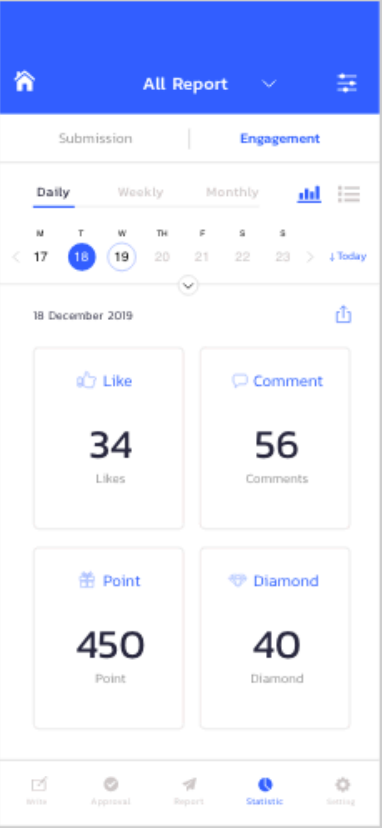 All Report
Submission
Engagement
Daily Weekly Monthly
M T W TH F S S
17 18 19 20 21 22 23 ↓Today
18 December 2019
Like
34
Likes
Comment
56
Comments
Point
450
Point
Diamond
40
Diamond
Write Approval Report Statistic Setting